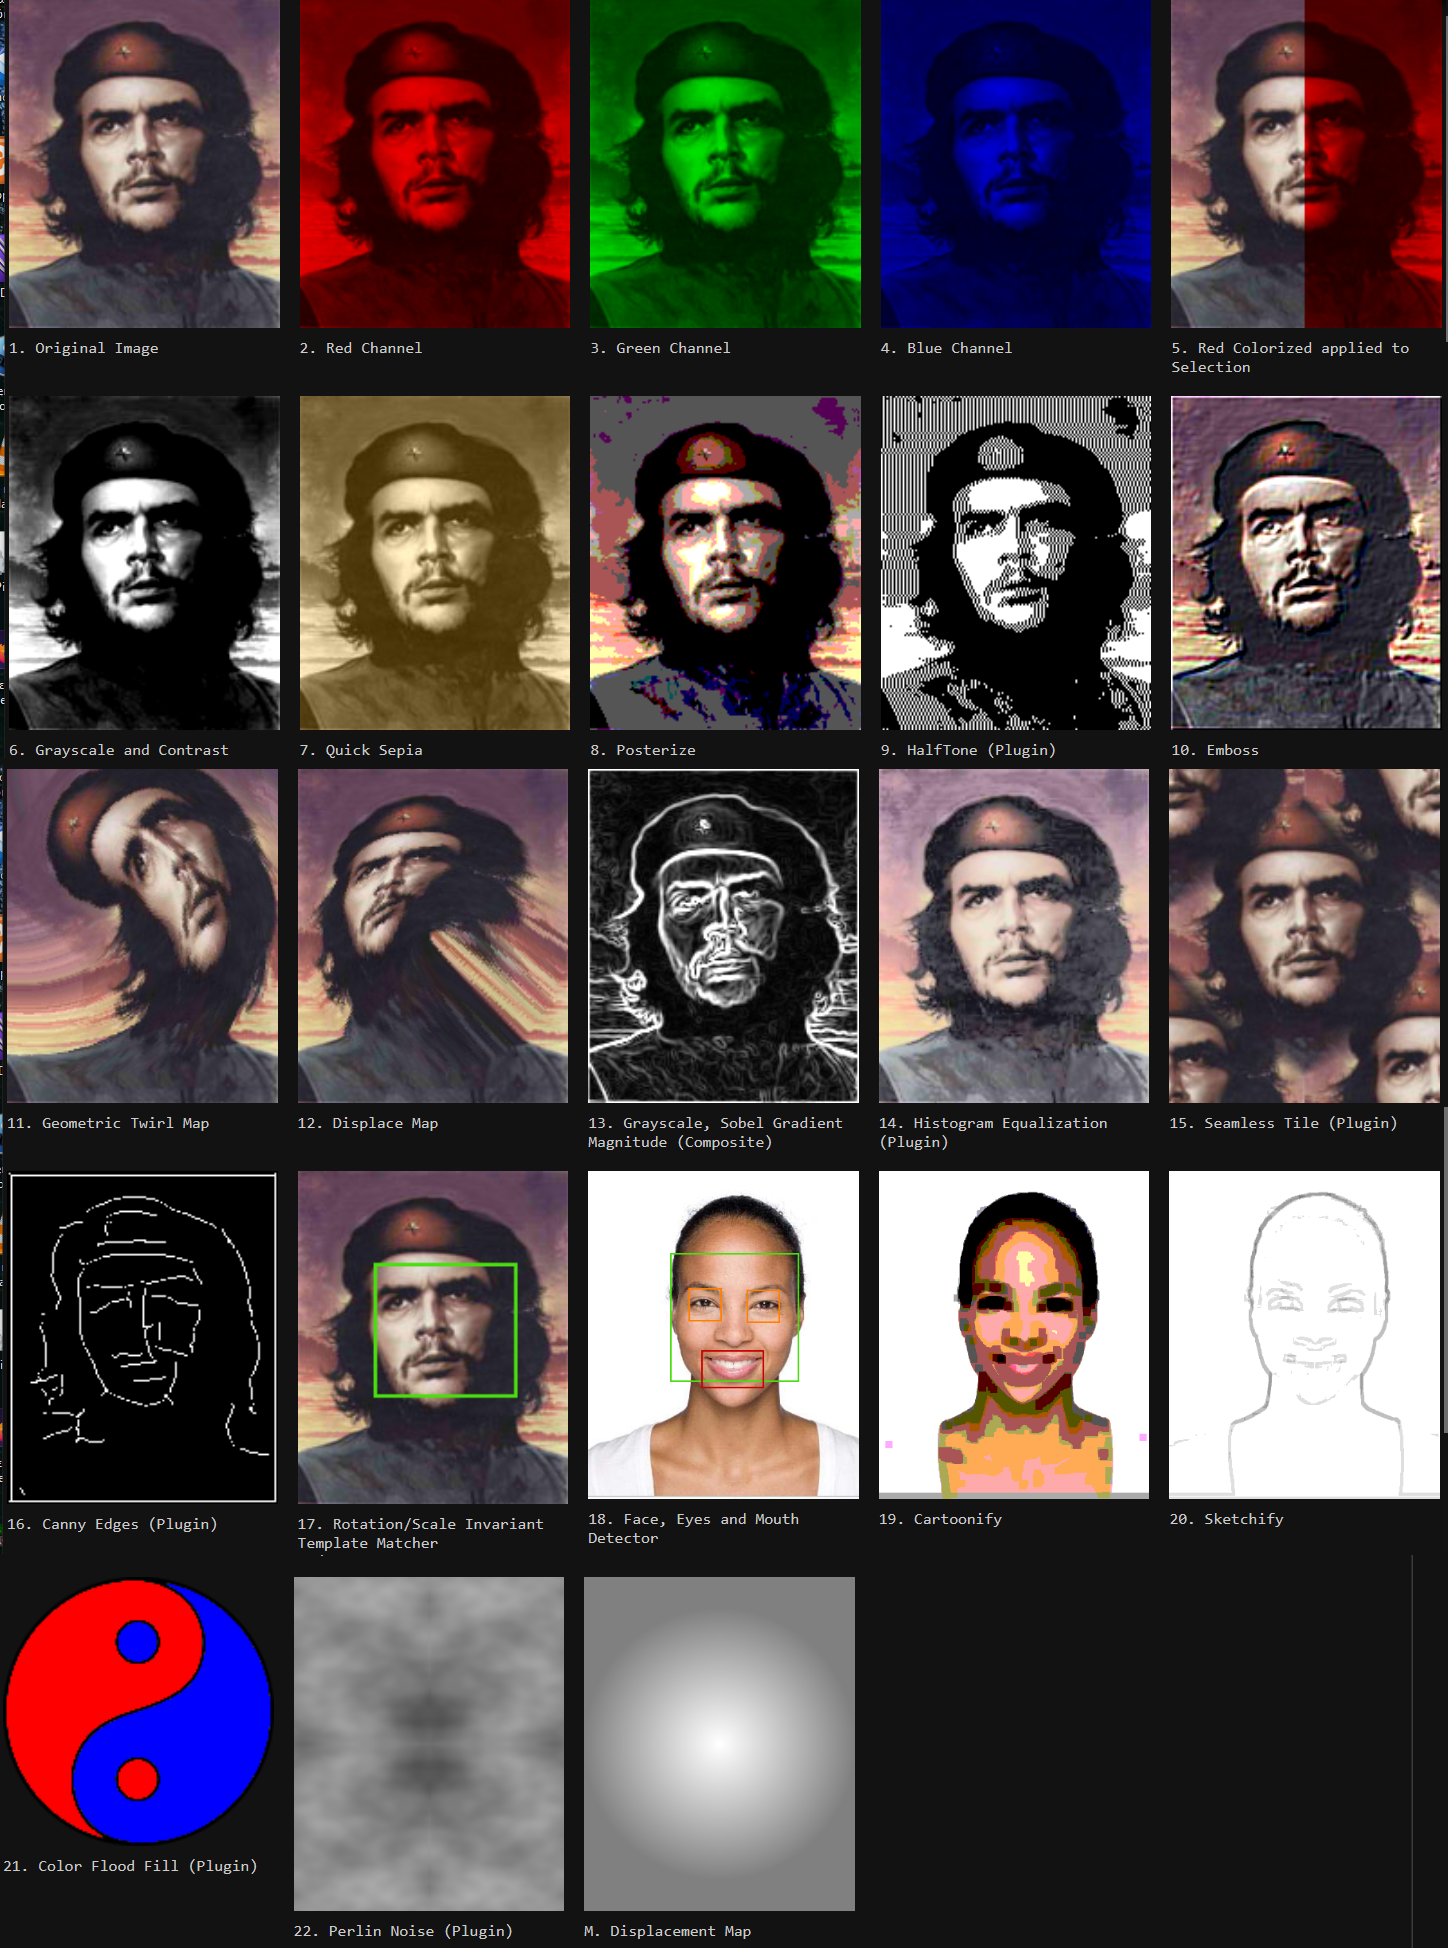 1. Original Image
2. Red Channel
3. Green Channel
4. Blue Channel
5. Red Colorized applied to
Selection
6. Grayscale and Contrast
7. Quick Sepia
8. Posterize
9. HalfTone (Plugin)
10. Emboss
11. Geometric Twirl Map
12. Displace Map
13. Grayscale, Sobel Gradient
Magnitude (Composite)
14. Histogram Equalization
(Plugin)
15. Seamless Tile (Plugin)
16. Canny Edges (Plugin)
17. Rotation/Scale Invariant
Template Matcher
18. Face, Eyes and Mouth
Detector
19. Cartoonify
20. Sketchify
21. Color Flood Fill (Plugin)
22. Perlin Noise (Plugin)
M. Displacement Map